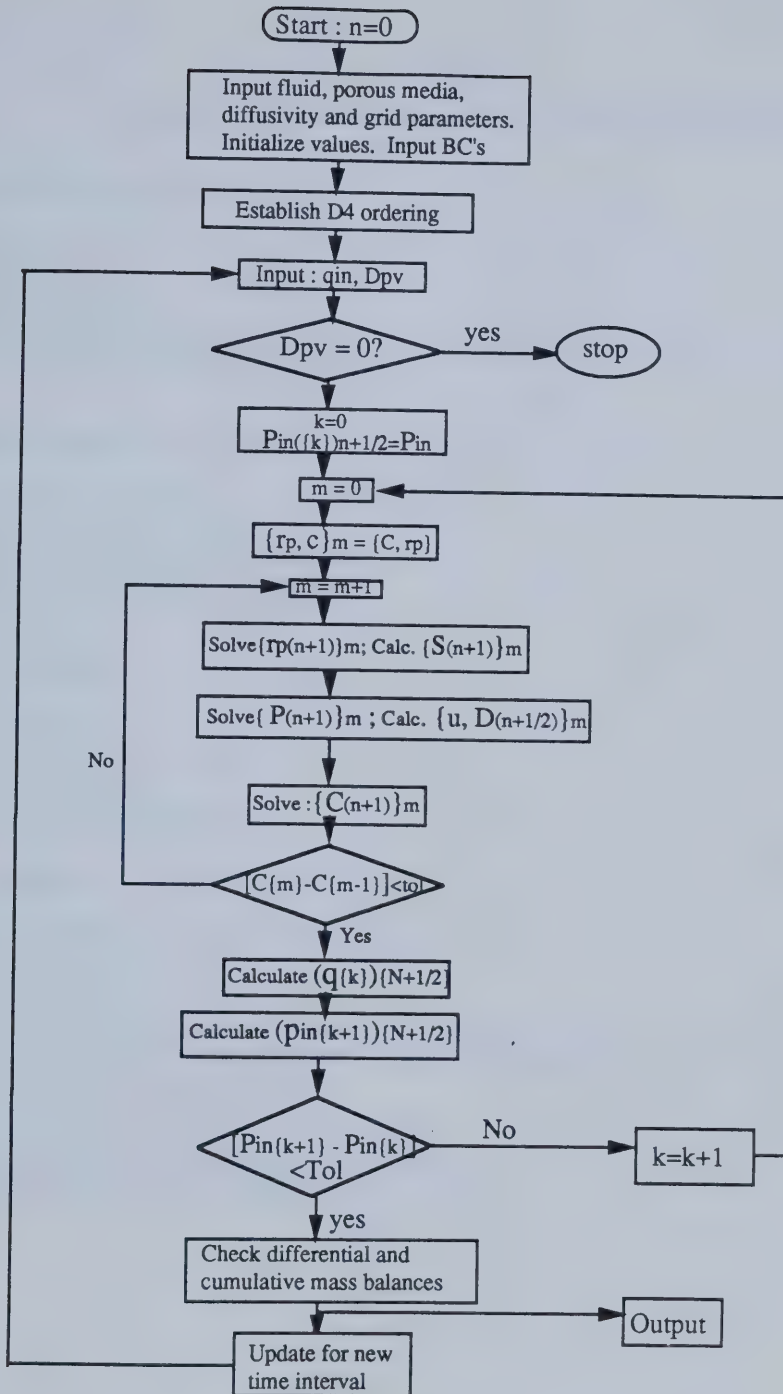 Start : n=0
Input fluid, porous media,
diffusivity and grid parameters.
Initialize values. Input BC's
Establish D4 ordering
Input : qin, Dpv
Dpv = 0?
yes
stop
k=0
Pin({k})n+1/2=Pin
m = 0
{rp, c}m = {C, rp}
m = m+1
Solve{rp(n+1)}m; Calc. {S(n+1)}m
Solve{ P(n+1)}m ; Calc. {u, D(n+1/2)}m
No
Solve : {C(n+1)}m
[C{m}-C{m-1}]<tol
Yes
Calculate (q{k}){N+1/2}
Calculate (pin{k+1}){N+1/2}
[Pin{k+1} - Pin{k}]
<Tol
No
k=k+1
yes
Check differential and
cumulative mass balances
Output
Update for new
time interval